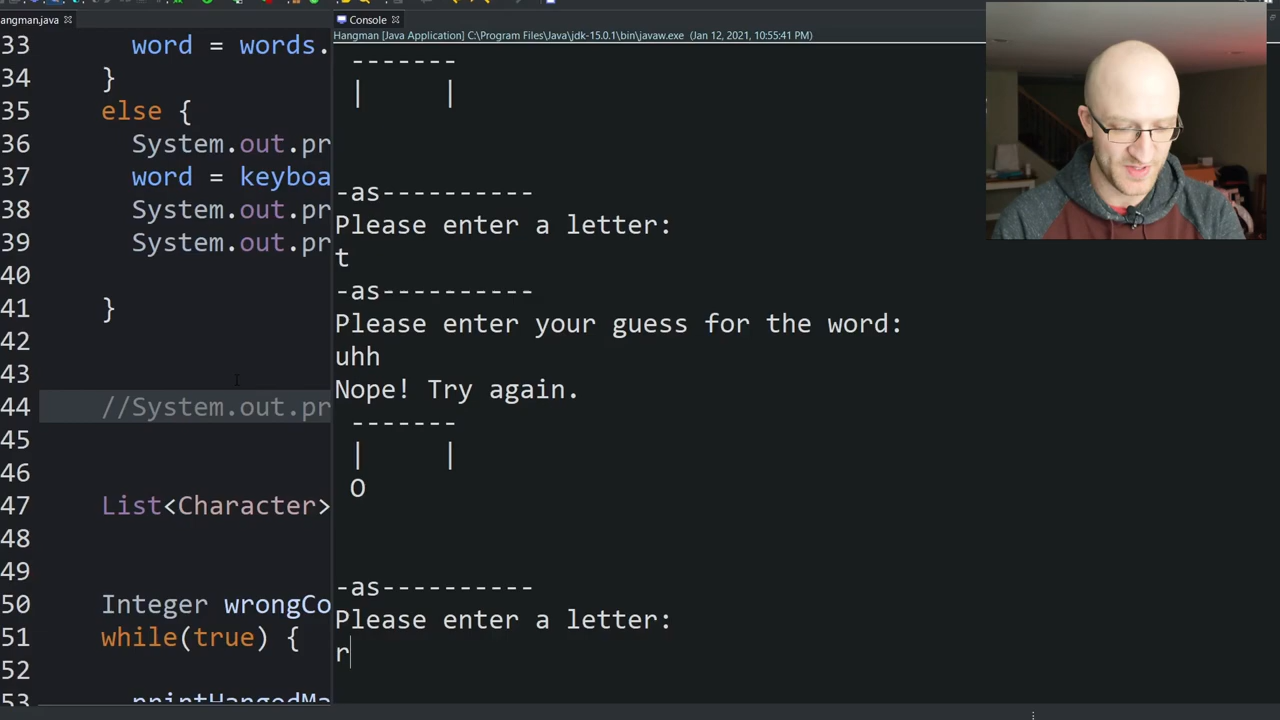 angman.java
Console
Hangman [Java Application] C:\Program Files\Java\jdk-15.0.1\bin\javaw.exe (Jan 12, 2021, 10:55:41 PM)
33 word = words.
34 }
35 else {
36 System.out.pr
37 word = keyboa
38 System.out.pr
39 System.out.pr
40
41 }
42
43
44 //System.out.pr
45
46
47 List<Character>
48
49
50 Integer wrongCo
51 while(true) {
52
53 printHangedMa
-------
| |
-as----------
Please enter a letter:
t
-as----------
Please enter your guess for the word:
uhh
Nope! Try again.
-------
| |
O
-as----------
Please enter a letter:
r